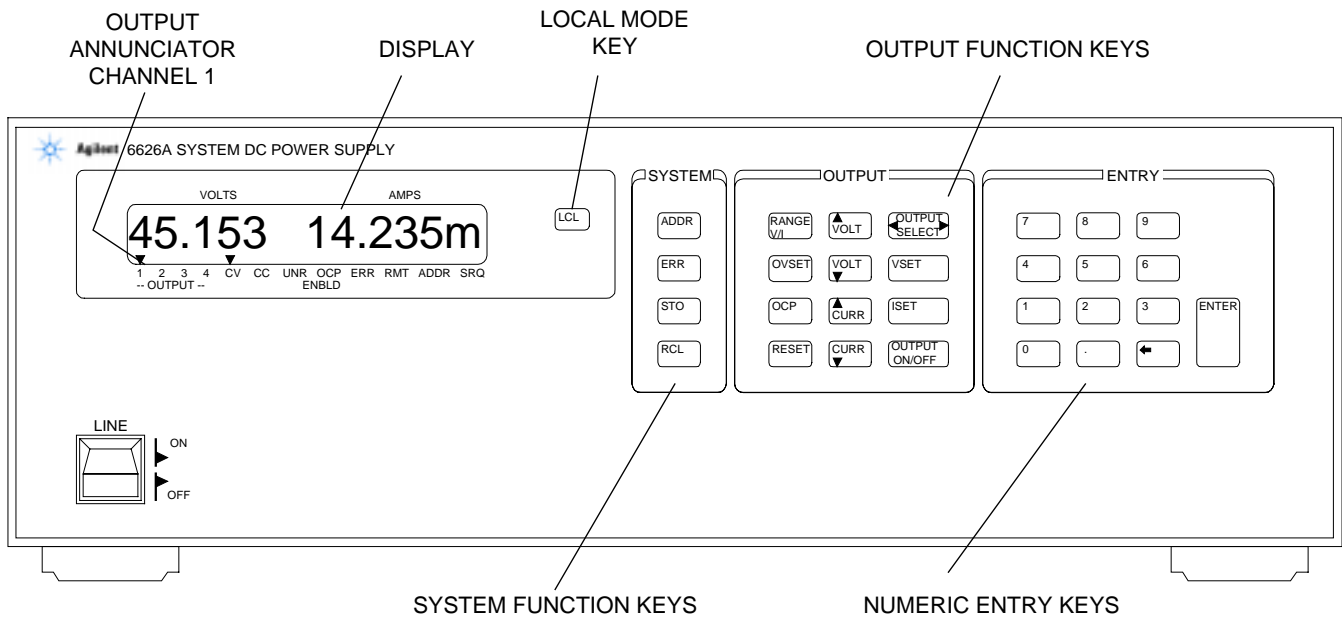 OUTPUT
ANNUNCIATOR
CHANNEL 1
DISPLAY
LOCAL MODE
KEY
OUTPUT FUNCTION KEYS
Agilent 6626A SYSTEM DC POWER SUPPLY
VOLTS AMPS
45.153 14.235m
1 2 3 4 CV CC UNR OCP ERR RMT ADDR SRQ
-- OUTPUT -- ENBLD
LCL
SYSTEM
ADDR
ERR
STO
RCL
OUTPUT
RANGE
V/I
VOLT
OUTPUT
SELECT
OVSET
VOLT
VSET
OCP
CURR
ISET
RESET
CURR
OUTPUT
ON/OFF
ENTRY
7 8 9
4 5 6
1 2 3 ENTER
0 .
LINE
ON
OFF
SYSTEM FUNCTION KEYS
NUMERIC ENTRY KEYS